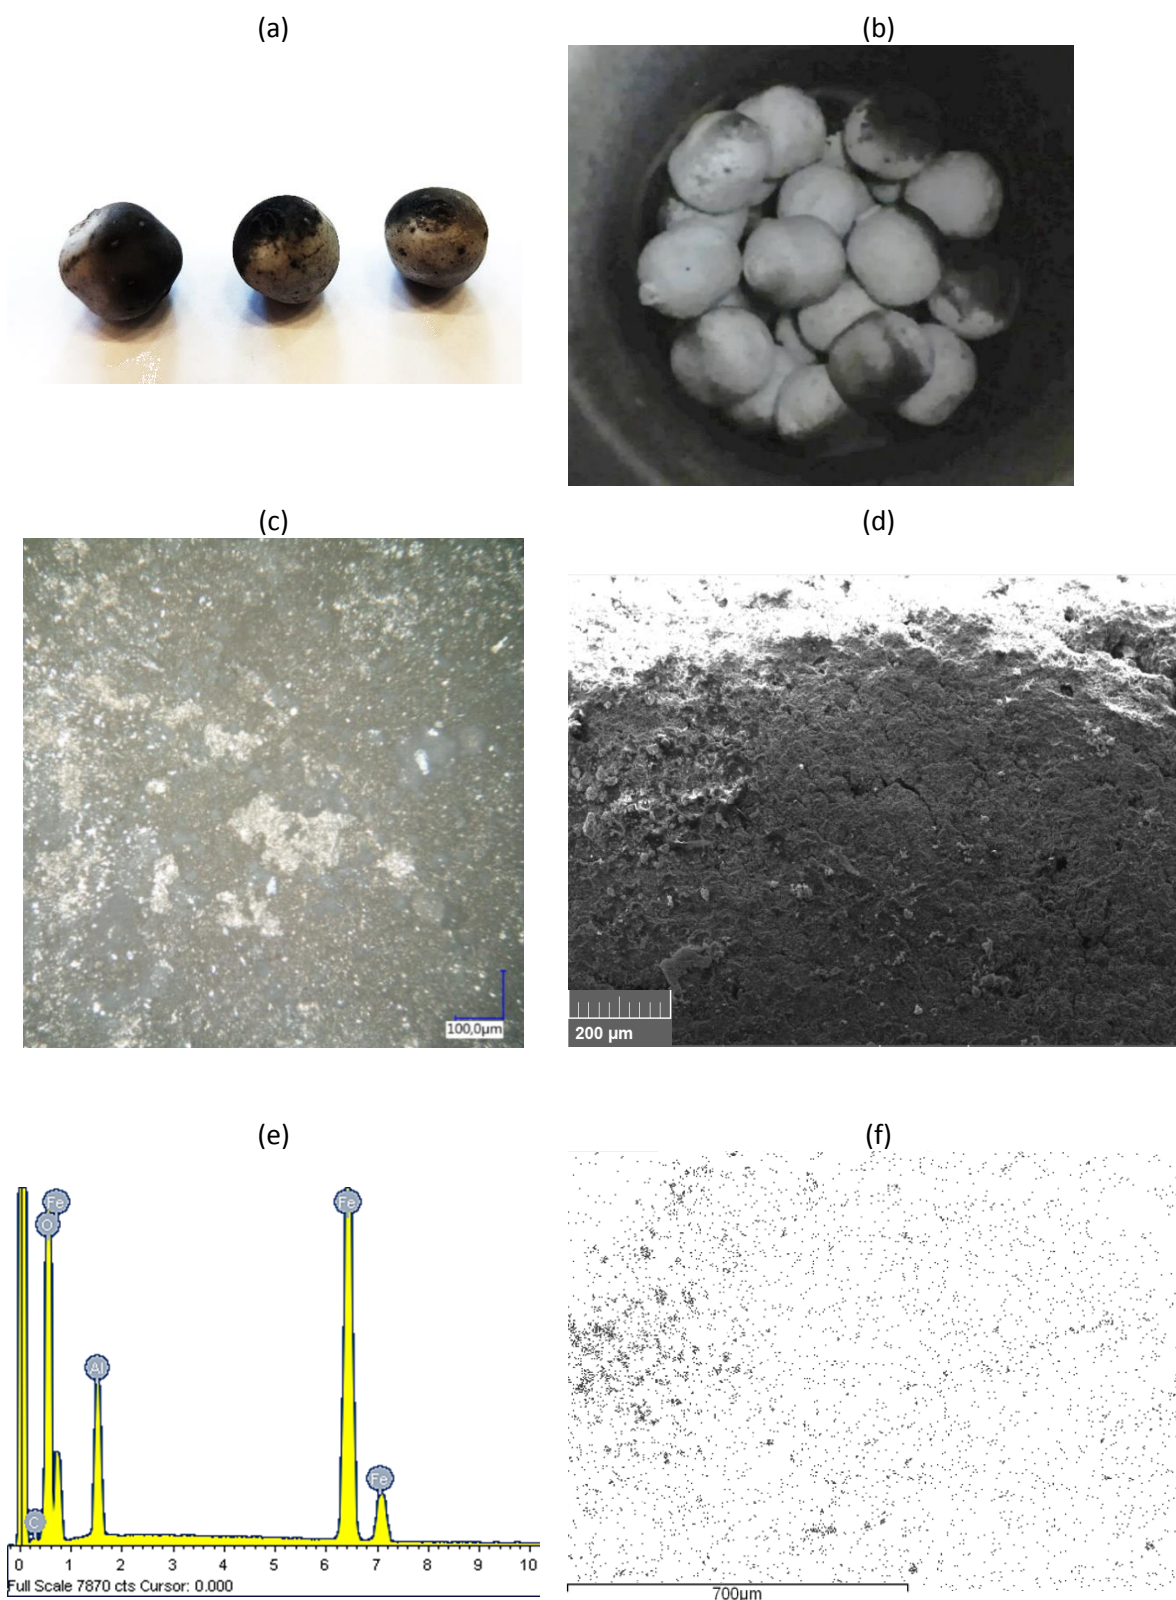 (a)
(b)
(c)
(d)
100,0µm
200 µm
(e)
(f)
Fe
O
Fe
Al
Fe
C
0 1 2 3 4 5 6 7 8 9 10
Full Scale 7870 cts Cursor: 0.000
700µm